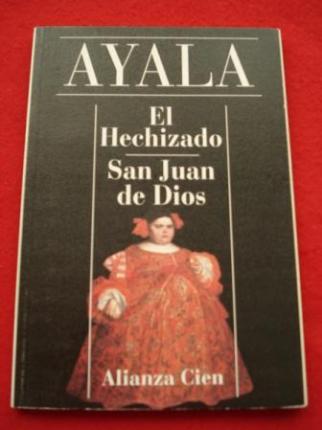 AYALA
El
Hechizado
San Juan
de Dios
Alianza Cien